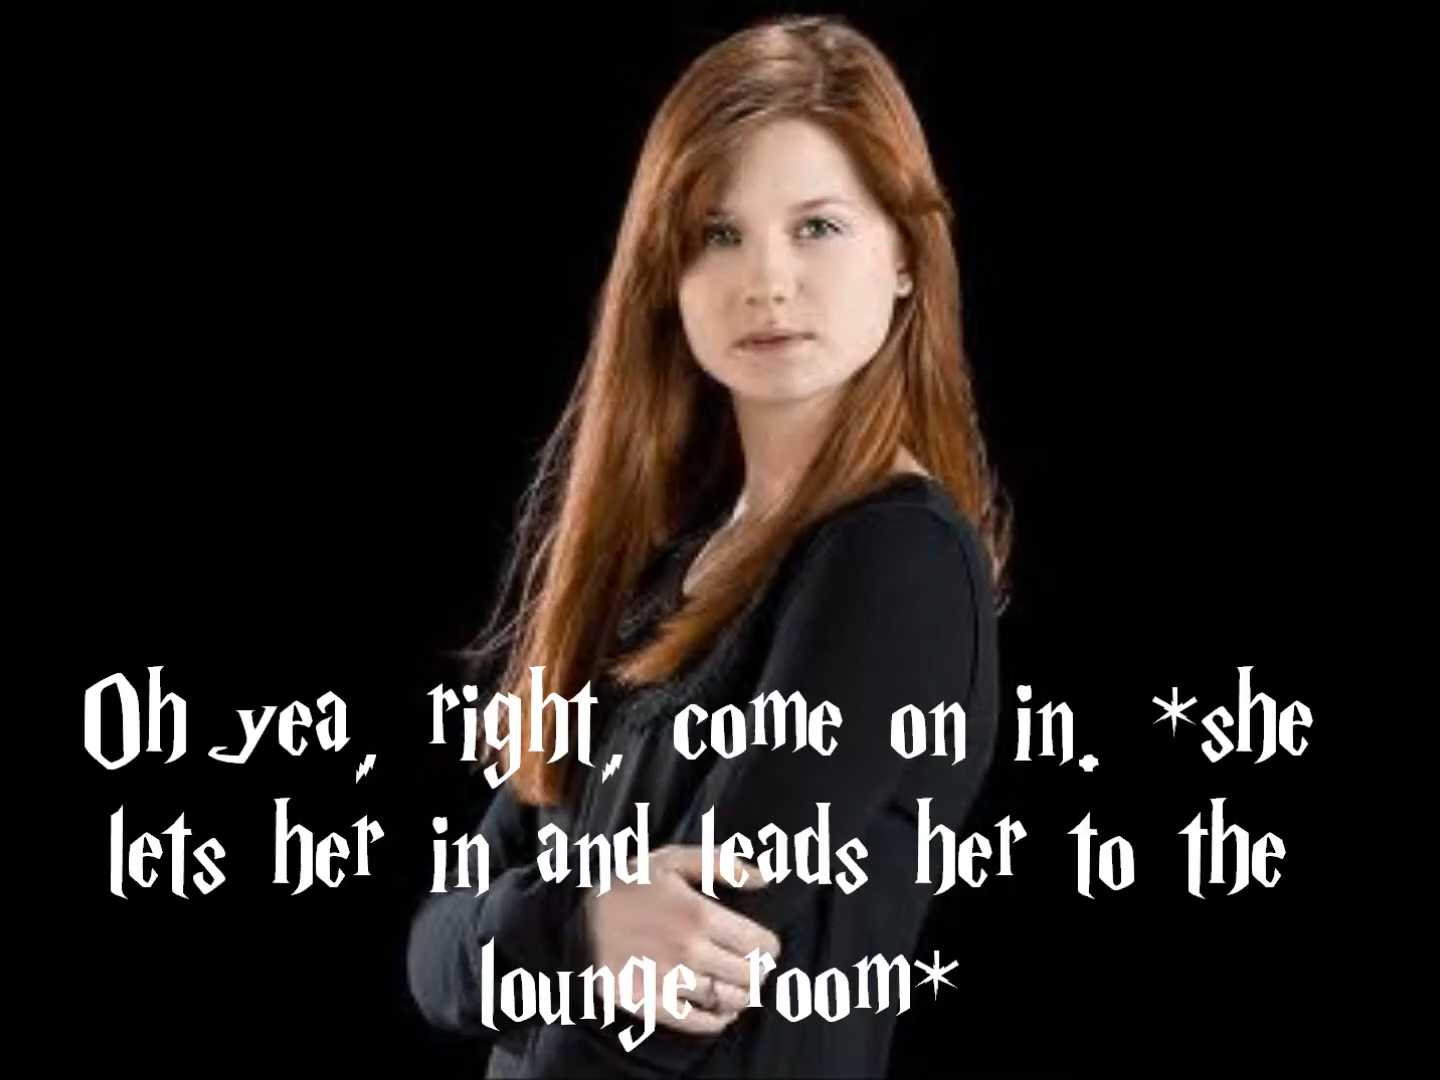 Oh yea, right, come on in. *she
lets her in and leads her to the
lounge room*